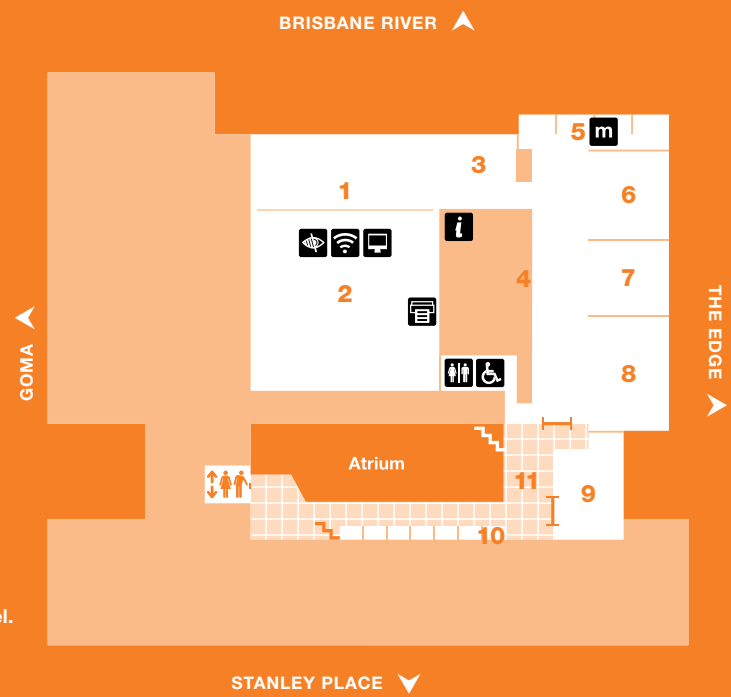 BRISBANE RIVER
5 m
3
1
6
i
2
4
7
THE EDGE
GOMA
8
Atrium
11
9
10
el.
STANLEY PLACE